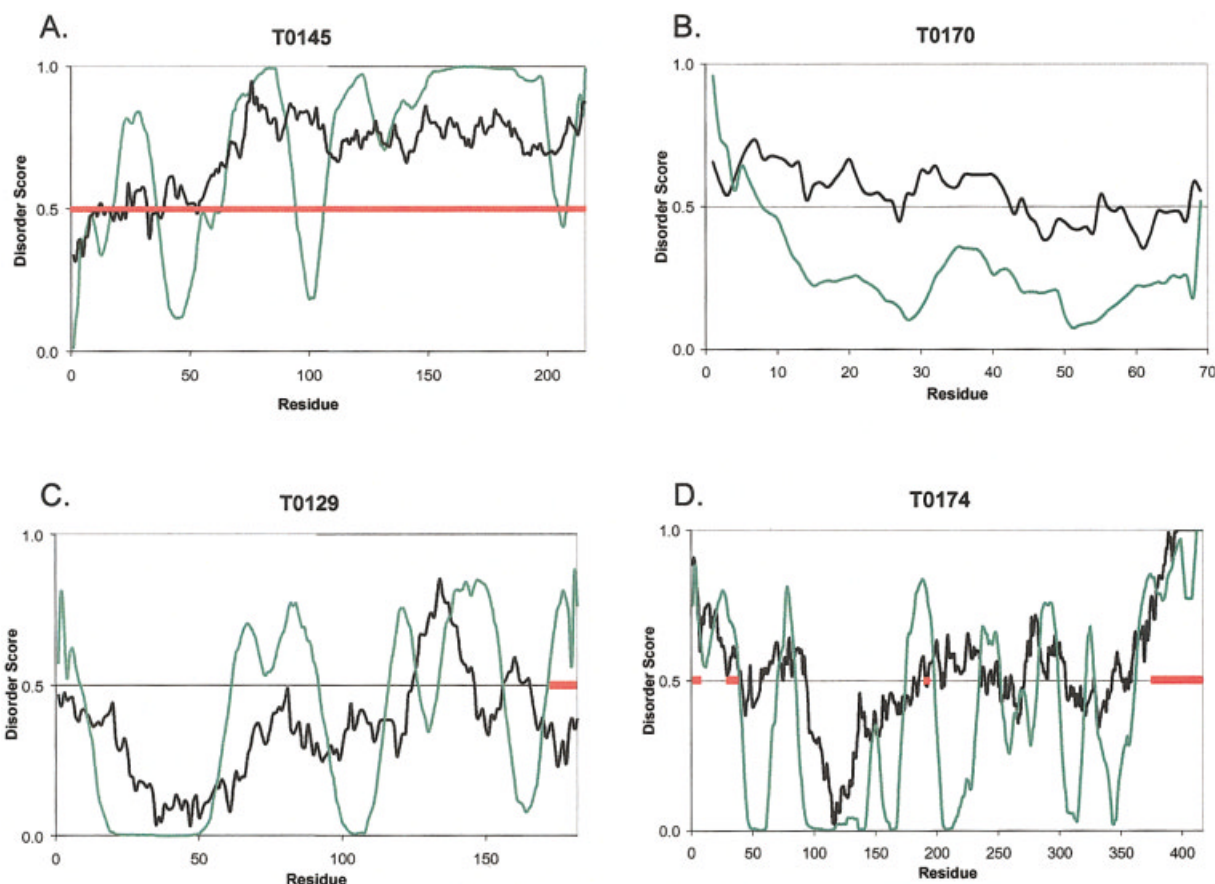 A.
T0145
1.0
0.5
0.0
Disorder Score
0 50 100 150 200
Residue
B.
T0170
1.0
0.5
0.0
Disorder Score
0 10 20 30 40 50 60 70
Residue
C.
T0129
1.0
0.5
0.0
Disorder Score
0 50 100 150
Residue
D.
T0174
1.0
0.5
0.0
Disorder Score
0 50 100 150 200 250 300 350 400
Residue